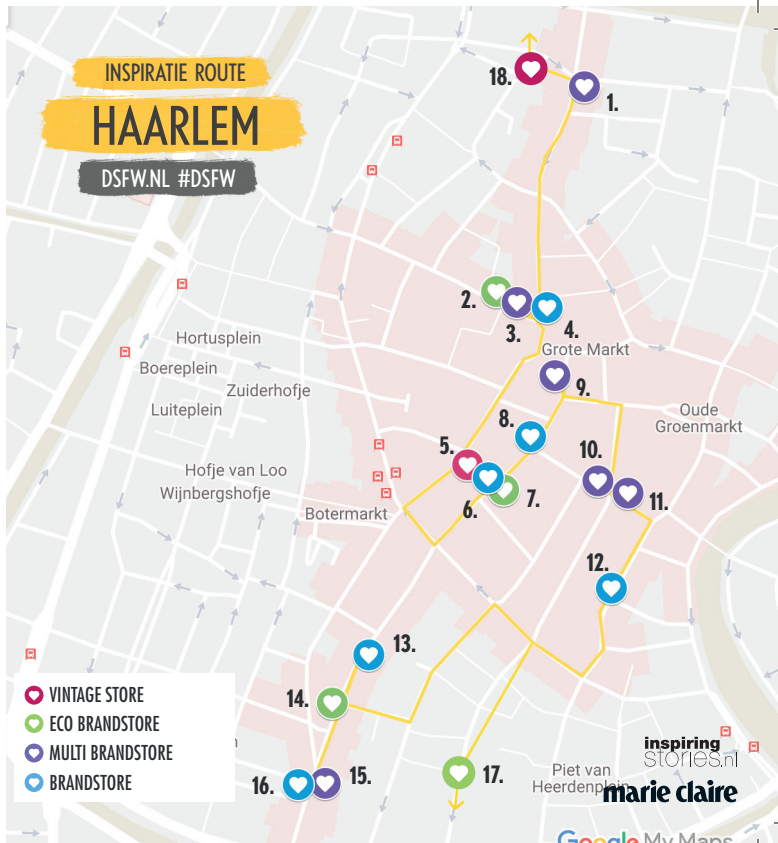 INSPIRATIE ROUTE
HAARLEM
DSFW.NL #DSFW
18.
1.
2.
3.
4.
Grote Markt
9.
Hortusplein
Boereplein
Zuiderhofje
Luiteplein
Oude
Groenmarkt
8.
5.
10.
Hofje van Loo
Wijnbergshofje
6.
7.
11.
Botermarkt
12.
13.
14.
VINTAGE STORE
ECO BRANDSTORE
MULTI BRANDSTORE
BRANDSTORE
n
16.
15.
17.
Piet van
Heerdenplein
inspiring
stories.nl
marie claire
Google My Maps